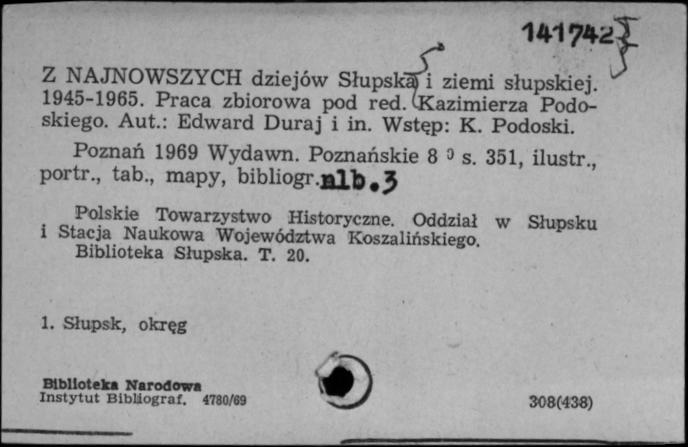 141742
Z NAJNOWSZYCH dziejów Słupska i ziemi słupskiej.
1945-1965. Praca zbiorowa pod red. Kazimierza Podo-
skiego. Aut.: Edward Duraj i in. Wstęp: K. Podoski.
Poznań 1969 Wydawn. Poznańskie 8 ⁰ s. 351, ilustr.,
portr., tab., mapy, bibliogr. nlb. 3
Polskie Towarzystwo Historyczne. Oddział w Słupsku
i Stacja Naukowa Województwa Koszalińskiego.
Biblioteka Słupska. T. 20.
1. Słupsk, okręg
Biblioteka Narodowa
Instytut Bibliograf. 4780/69
308(438)